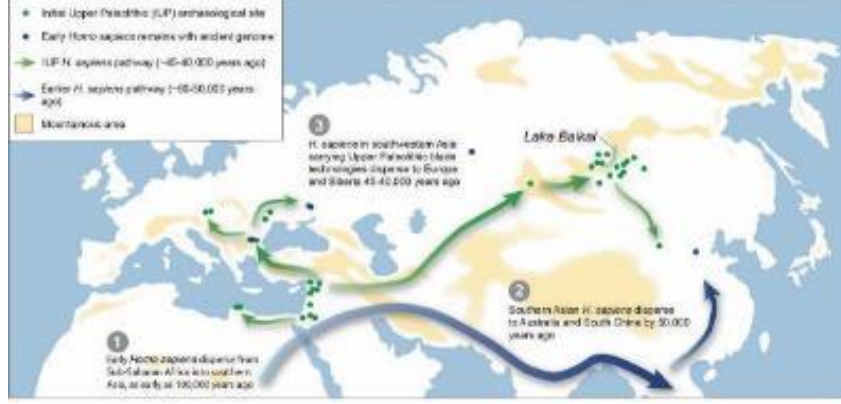 Initial Upper Paleolithic (IUP) archaeological site
Early Homo sapiens remains with ancient genome
IUP H. sapiens pathway (~45-40,000 years ago)
Earlier H. sapiens pathway (~60-50,000 years
ago)
Mountainous area
3
H. sapiens in southwestern Asia
carrying Upper Paleolithic blade
technologies disperse to Europe
and Siberia 45-40,000 years ago
Lake Baikal
2
Southern Asian H. sapiens disperse
to Australia and South China by 50,000
years ago
1
Early Homo sapiens disperse from
Sub-Saharan Africa into southern
Asia, as early as 100,000 years ago